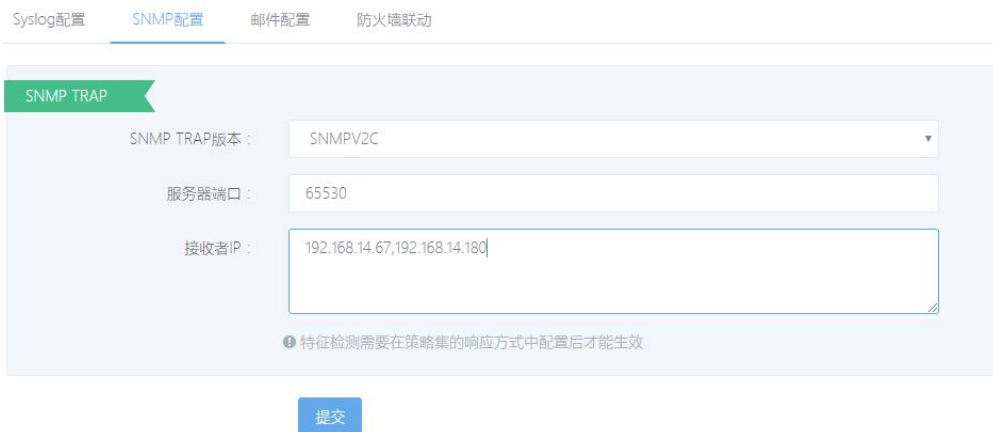 Syslog配置 SNMP配置 邮件配置 防火墙联动
SNMP TRAP
SNMP TRAP版本： SNMPV2C
服务器端口： 65530
接收者IP： 192.168.14.67,192.168.14.180
特征检测需要在策略集的响应方式中配置后才能生效
提交